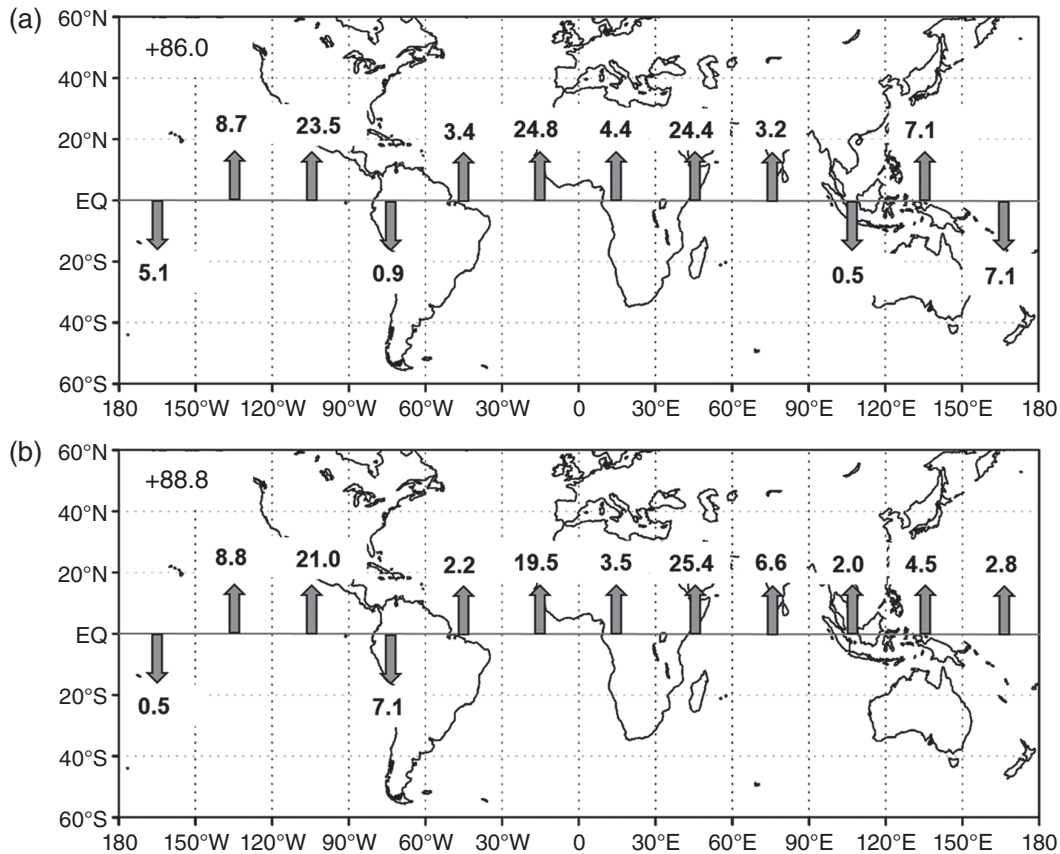 (a)
60°N
+86.0
40°N
8.7 23.5 3.4 24.8 4.4 24.4 3.2 7.1
20°N
EQ
20°S
5.1 0.9 0.5 7.1
40°S
60°S
180 150°W 120°W 90°W 60°W 30°W 0 30°E 60°E 90°E 120°E 150°E 180
(b)
60°N
+88.8
40°N
8.8 21.0 2.2 19.5 3.5 25.4 6.6 2.0 4.5 2.8
20°N
EQ
20°S
0.5 7.1
40°S
60°S
180 150°W 120°W 90°W 60°W 30°W 0 30°E 60°E 90°E 120°E 150°E 180